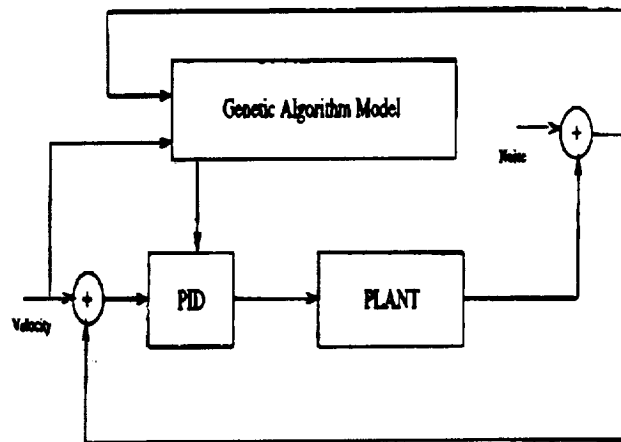 Genetic Algorithm Model
Noise
+
+
PID
PLANT
Velocity